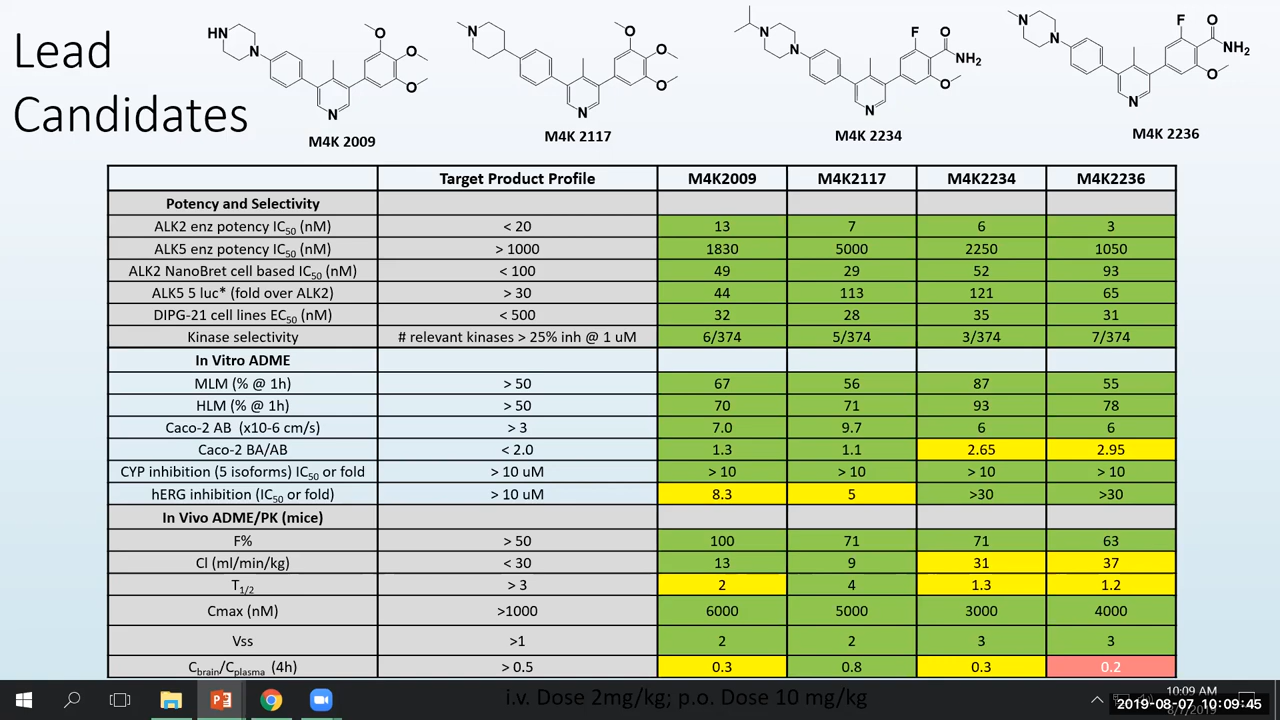 Lead
Candidates
HN N N O O O
M4K 2009
N N O O O
M4K 2117
N N N F O NH2 O
M4K 2234
N N N F O NH2 O
M4K 2236
Target Product Profile M4K2009 M4K2117 M4K2234 M4K2236
Potency and Selectivity
ALK2 enz potency IC50 (nM) < 20 13 7 6 3
ALK5 enz potency IC50 (nM) > 1000 1830 5000 2250 1050
ALK2 NanoBret cell based IC50 (nM) < 100 49 29 52 93
ALK5 5 luc* (fold over ALK2) > 30 44 113 121 65
DIPG-21 cell lines EC50 (nM) < 500 32 28 35 31
Kinase selectivity # relevant kinases > 25% inh @ 1 uM 6/374 5/374 3/374 7/374
In Vitro ADME
MLM (% @ 1h) > 50 67 56 87 55
HLM (% @ 1h) > 50 70 71 93 78
Caco-2 AB (x10-6 cm/s) > 3 7.0 9.7 6 6
Caco-2 BA/AB < 2.0 1.3 1.1 2.65 2.95
CYP inhibition (5 isoforms) IC50 or fold > 10 uM > 10 > 10 > 10 > 10
hERG inhibition (IC50 or fold) > 10 uM 8.3 5 >30 >30
In Vivo ADME/PK (mice)
F% > 50 100 71 71 63
Cl (ml/min/kg) < 30 13 9 31 37
T1/2 > 3 2 4 1.3 1.2
Cmax (nM) >1000 6000 5000 3000 4000
Vss >1 2 2 3 3
Cbrain/Cplasma (4h) > 0.5 0.3 0.8 0.3 0.2
i.v. Dose 2mg/kg; p.o. Dose 10 mg/kg
10:09 AM
2019-08-07 10:09:45